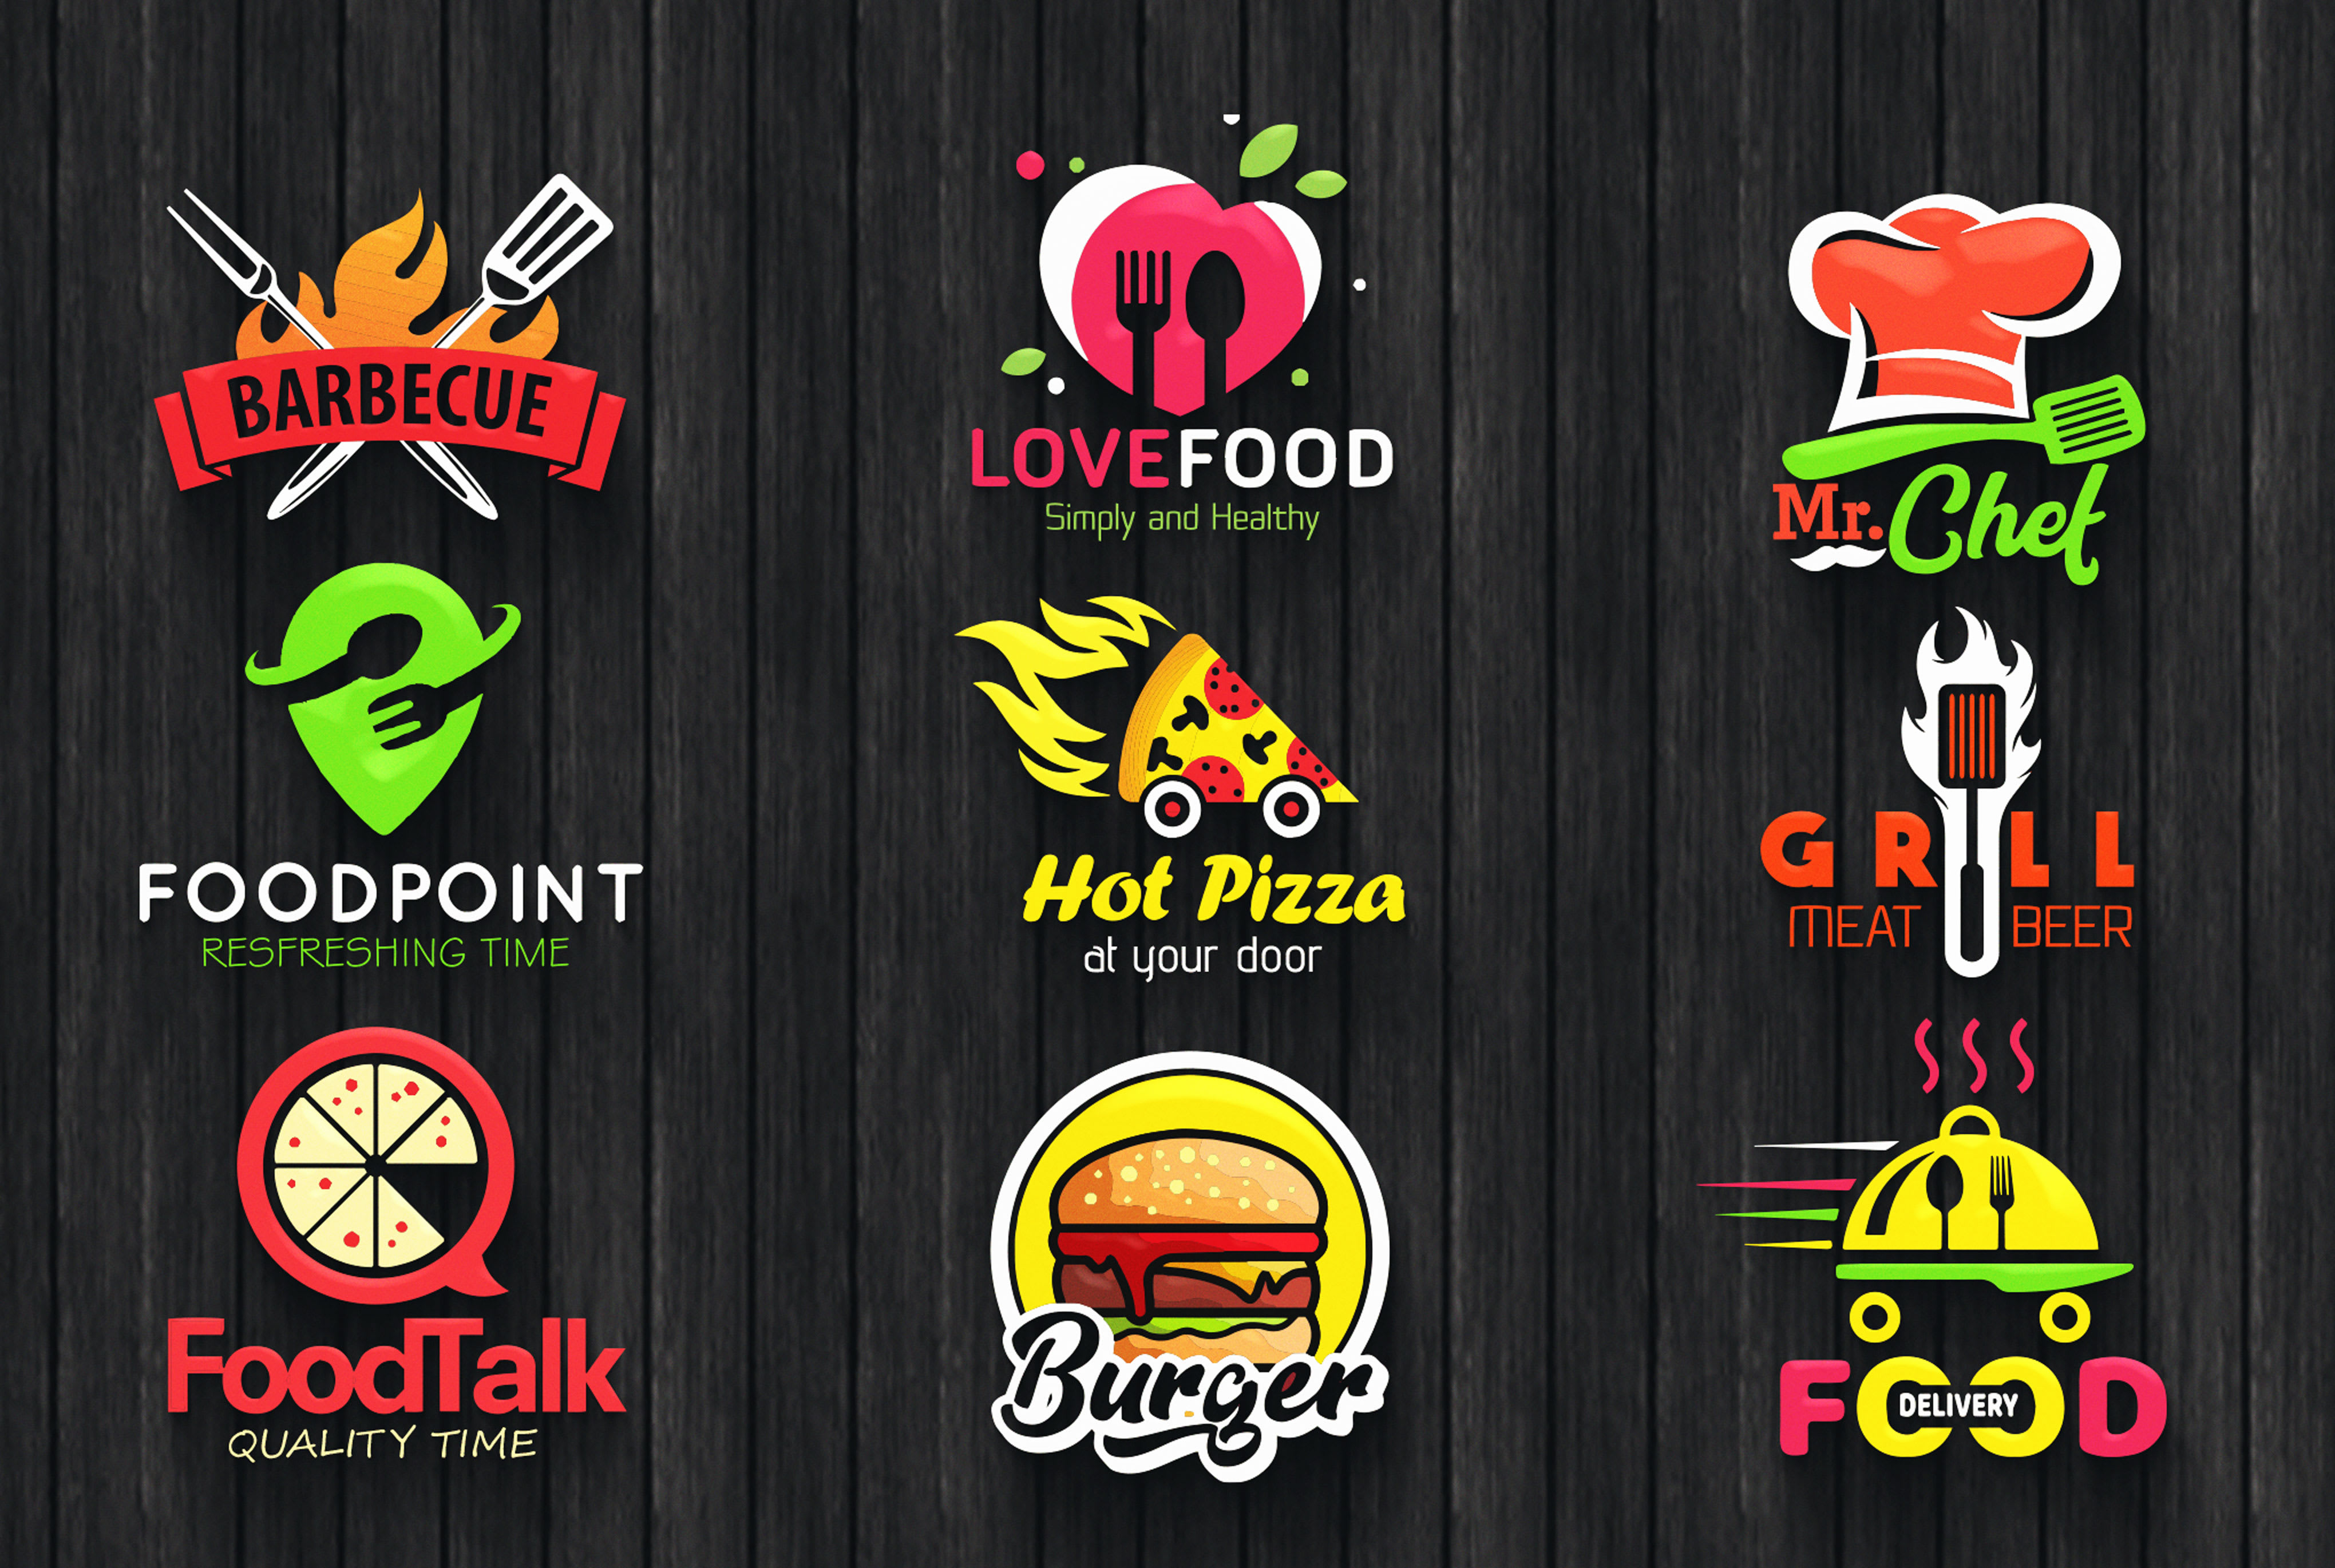 BARBECUE
LOVEFOOD
Simply and Healthy
Mr. Chef
FOODPOINT
RESFRESHING TIME
Hot Pizza
at your door
GRILL
MEAT BEER
FoodTalk
QUALITY TIME
Burger
FOOD
DELIVERY